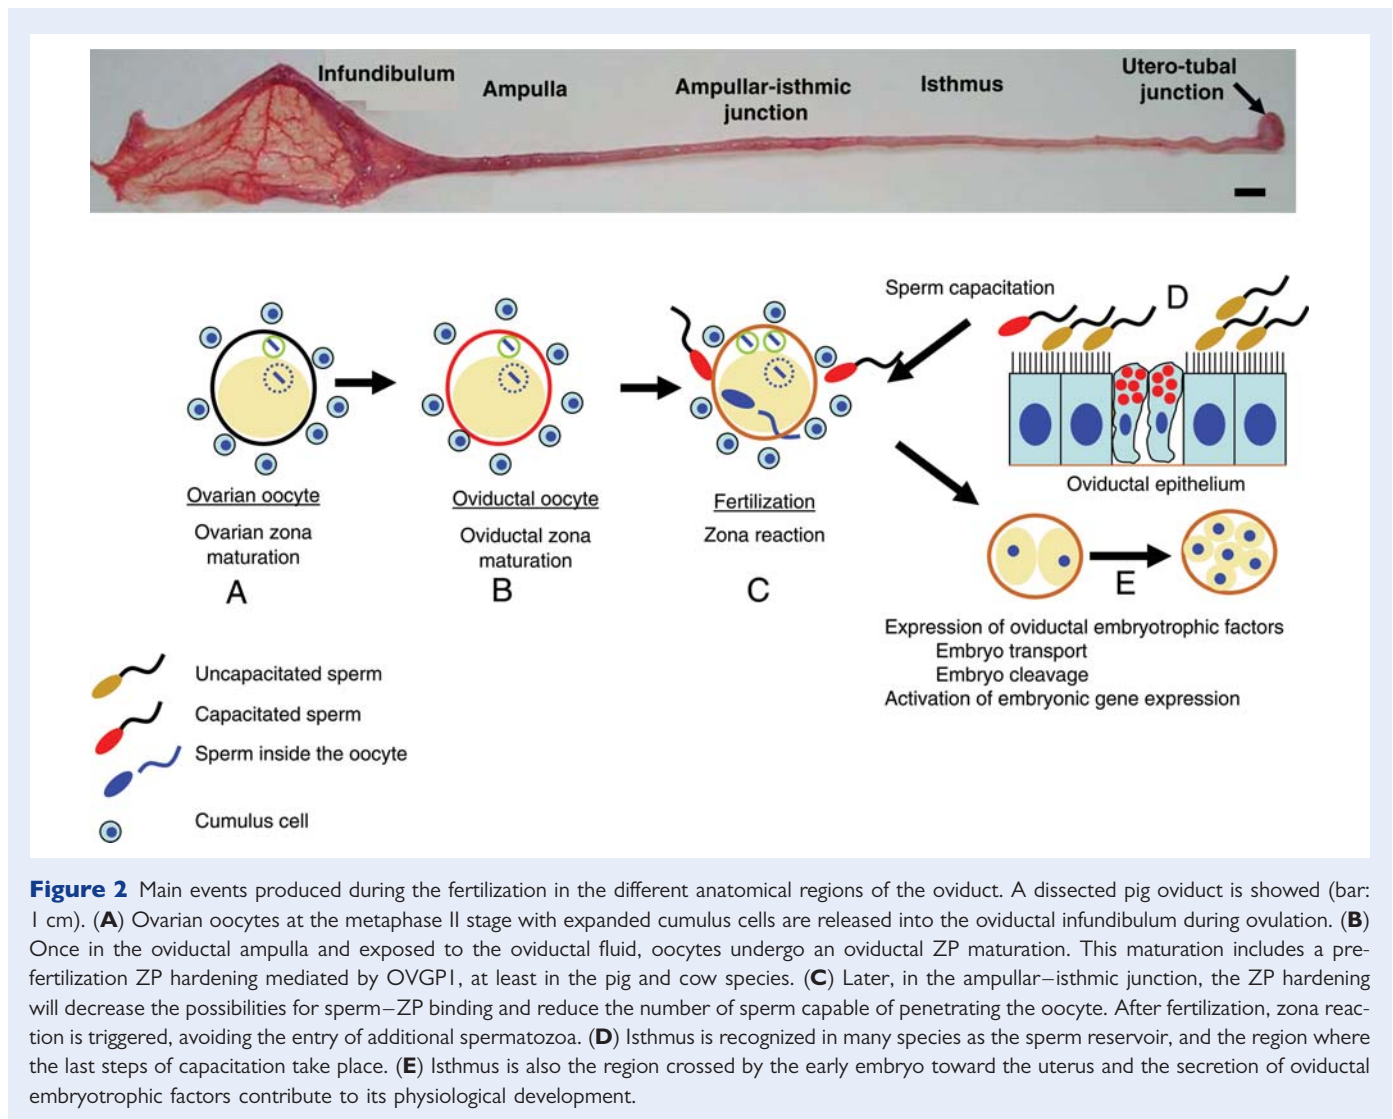 Infundibulum
Ampulla
Ampullar-isthmic
junction
Isthmus
Utero-tubal
junction
Sperm capacitation
D
Oviductal epithelium
Ovarian oocyte
Ovarian zona
maturation
A
Oviductal oocyte
Oviductal zona
maturation
B
Fertilization
Zona reaction
C
E
Expression of oviductal embryotrophic factors
Embryo transport
Embryo cleavage
Activation of embryonic gene expression
Uncapacitated sperm
Capacitated sperm
Sperm inside the oocyte
Cumulus cell
Figure 2 Main events produced during the fertilization in the different anatomical regions of the oviduct. A dissected pig oviduct is showed (bar:
1 cm). (A) Ovarian oocytes at the metaphase II stage with expanded cumulus cells are released into the oviductal infundibulum during ovulation. (B)
Once in the oviductal ampulla and exposed to the oviductal fluid, oocytes undergo an oviductal ZP maturation. This maturation includes a pre-
fertilization ZP hardening mediated by OVGP1, at least in the pig and cow species. (C) Later, in the ampullar–isthmic junction, the ZP hardening
will decrease the possibilities for sperm–ZP binding and reduce the number of sperm capable of penetrating the oocyte. After fertilization, zona reac-
tion is triggered, avoiding the entry of additional spermatozoa. (D) Isthmus is recognized in many species as the sperm reservoir, and the region where
the last steps of capacitation take place. (E) Isthmus is also the region crossed by the early embryo toward the uterus and the secretion of oviductal
embryotrophic factors contribute to its physiological development.